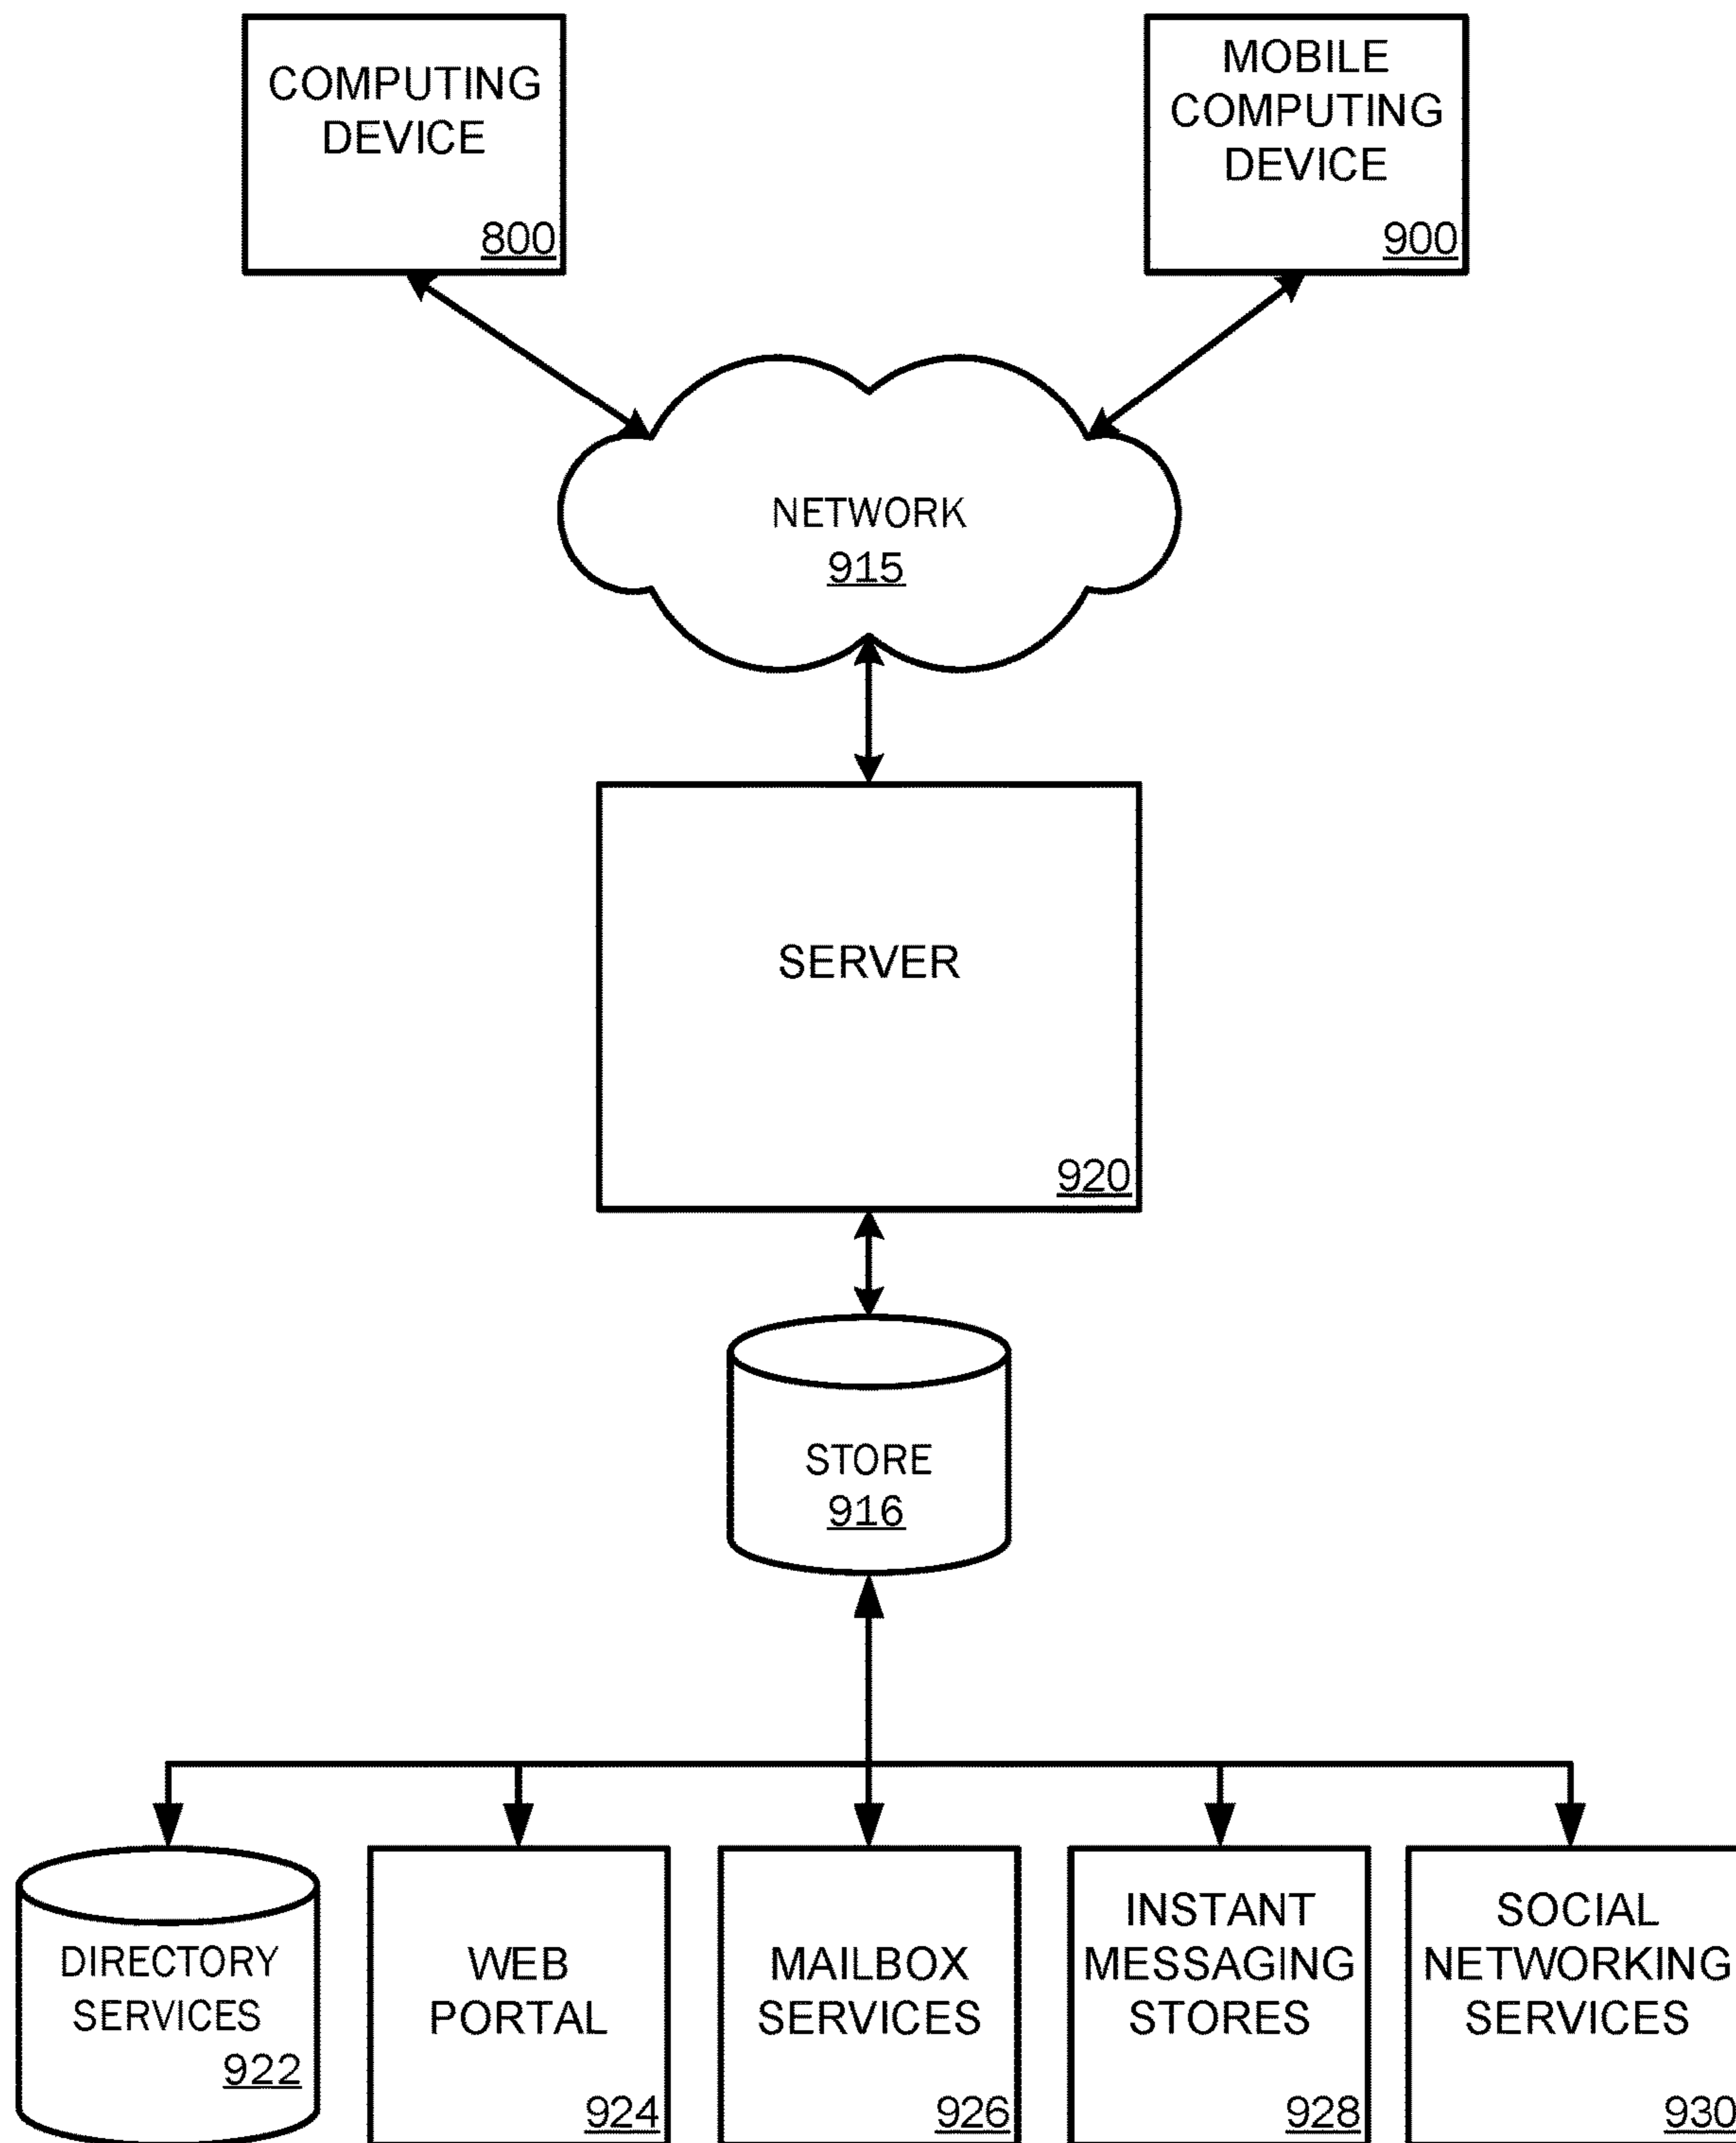 COMPUTING
DEVICE
800
MOBILE
COMPUTING
DEVICE
900
NETWORK
915
SERVER
920
STORE
916
DIRECTORY
SERVICES
922
WEB
PORTAL
924
MAILBOX
SERVICES
926
INSTANT
MESSAGING
STORES
928
SOCIAL
NETWORKING
SERVICES
930